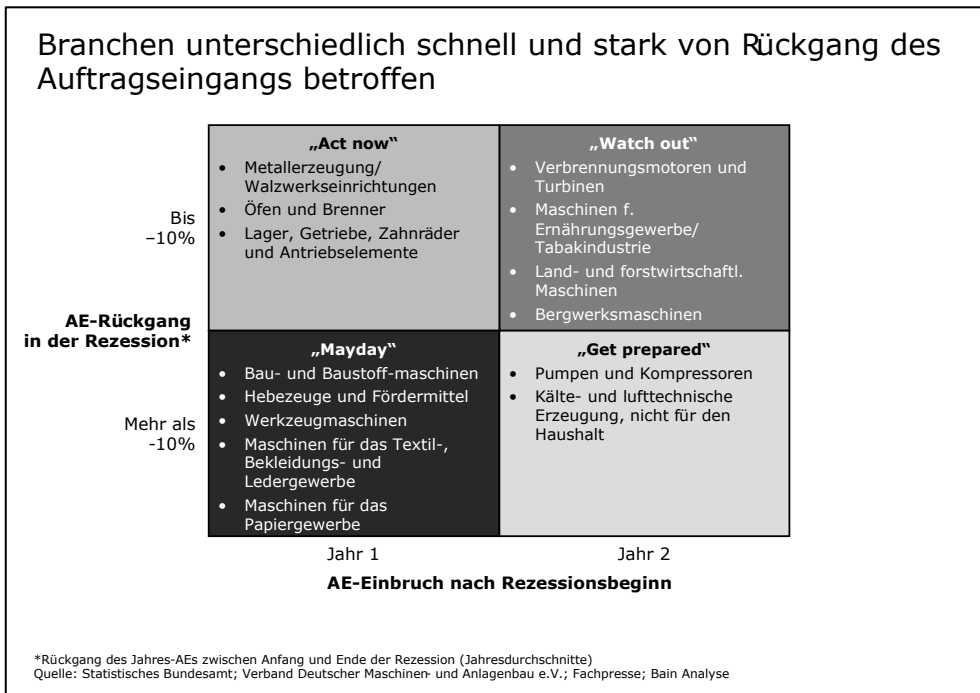 Branchen unterschiedlich schnell und stark von Rückgang des
Auftragseingangs betroffen
„Act now“
• Metallerzeugung/
Walzwerkseinrichtungen
• Öfen und Brenner
• Lager, Getriebe, Zahnräder
und Antriebselemente
„Watch out“
• Verbrennungsmotoren und
Turbinen
• Maschinen f.
Ernährungsgewerbe/
Tabakindustrie
• Land- und forstwirtschaftl.
Maschinen
• Bergwerksmaschinen
Bis
–10%
AE-Rückgang
in der Rezession*
„Mayday“
• Bau- und Baustoff-maschinen
• Hebezeuge und Fördermittel
• Werkzeugmaschinen
• Maschinen für das Textil-,
Bekleidungs- und
Ledergewerbe
• Maschinen für das
Papiergewerbe
„Get prepared“
• Pumpen und Kompressoren
• Kälte- und lufttechnische
Erzeugung, nicht für den
Haushalt
Mehr als
-10%
Jahr 1
Jahr 2
AE-Einbruch nach Rezessionsbeginn
*Rückgang des Jahres-AEs zwischen Anfang und Ende der Rezession (Jahresdurchschnitte)
Quelle: Statistisches Bundesamt; Verband Deutscher Maschinen- und Anlagenbau e.V.; Fachpresse; Bain Analyse